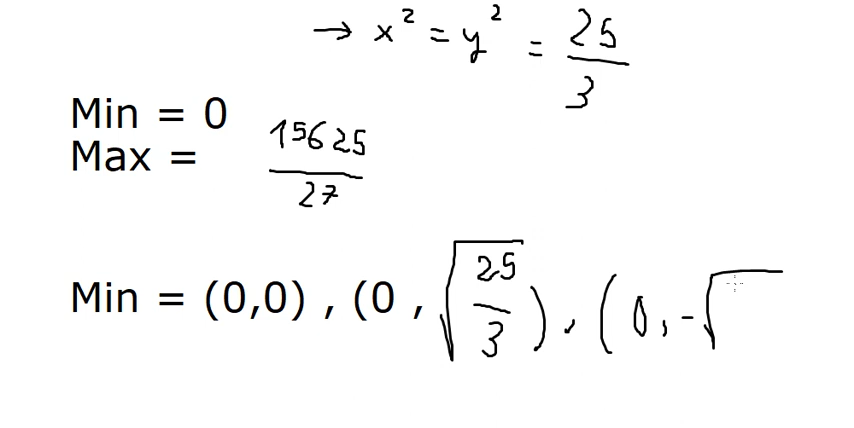 → x² = y² = 25/3
Min = 0
Max = 15625/27
Min = (0,0) , (0 , √(25/3)) , (0, -√